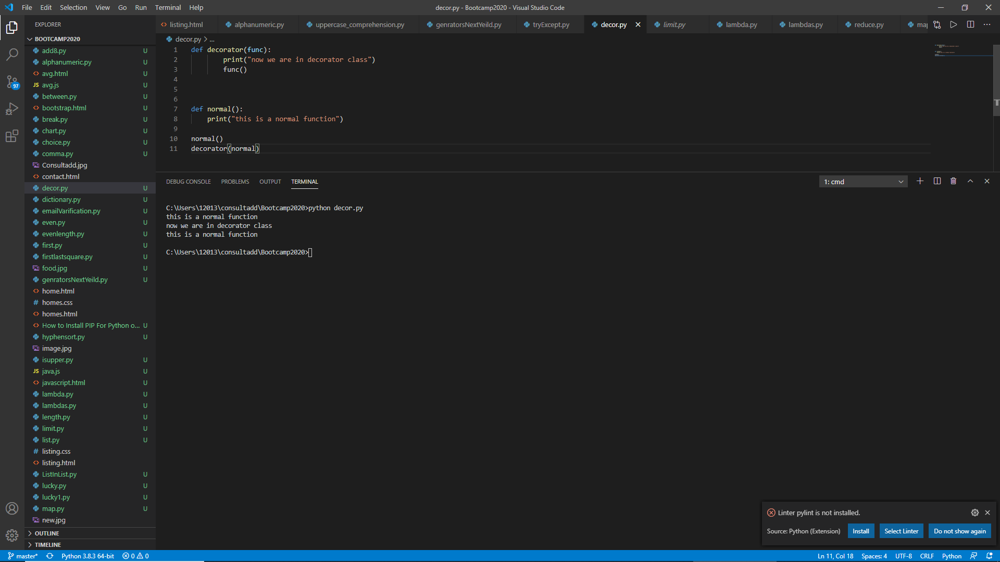 File Edit Selection View Go Run Terminal Help
decor.py - Bootcamp2020 - Visual Studio Code
EXPLORER
BOOTCAMP2020
add8.py U
alphanumeric.py U
avg.html U
JS avg.js U
between.py U
bootstrap.html U
break.py U
chart.py U
choice.py U
comma.py U
Consultadd.jpg
contact.html
decor.py U
dictionary.py U
emailVarification.py U
even.py U
evenlength.py U
first.py U
firstlastsquare.py U
food.jpg U
genratorsNextYeild.py U
home.html
# homes.css
homes.html
How to Install PIP For Python o... U
hyphensort.py U
image.jpg
isupper.py U
JS java.js U
javascript.html U
lambda.py U
lambdas.py U
length.py U
limit.py U
list.py U
# listing.css
listing.html
ListInList.py U
lucky.py U
lucky1.py U
map.py U
new.jpg
OUTLINE
TIMELINE
97
listing.html alphanumeric.py uppercase_comprehension.py genratorsNextYeild.py tryExcept.py decor.py limit.py lambda.py lambdas.py reduce.py
decor.py > ...
1 def decorator(func):
2 print("now we are in decorator class")
3 func()
4
5
6
7 def normal():
8 print("this is a normal function")
9
10 normal()
11 decorator(normal)
DEBUG CONSOLE PROBLEMS OUTPUT TERMINAL
1: cmd
C:\Users\12013\consultadd\Bootcamp2020>python decor.py
this is a normal function
now we are in decorator class
this is a normal function
C:\Users\12013\consultadd\Bootcamp2020>
Linter pylint is not installed.
Source: Python (Extension) Install Select Linter Do not show again
master* Python 3.8.3 64-bit 0 0
Ln 11, Col 18 Spaces: 4 UTF-8 CRLF Python